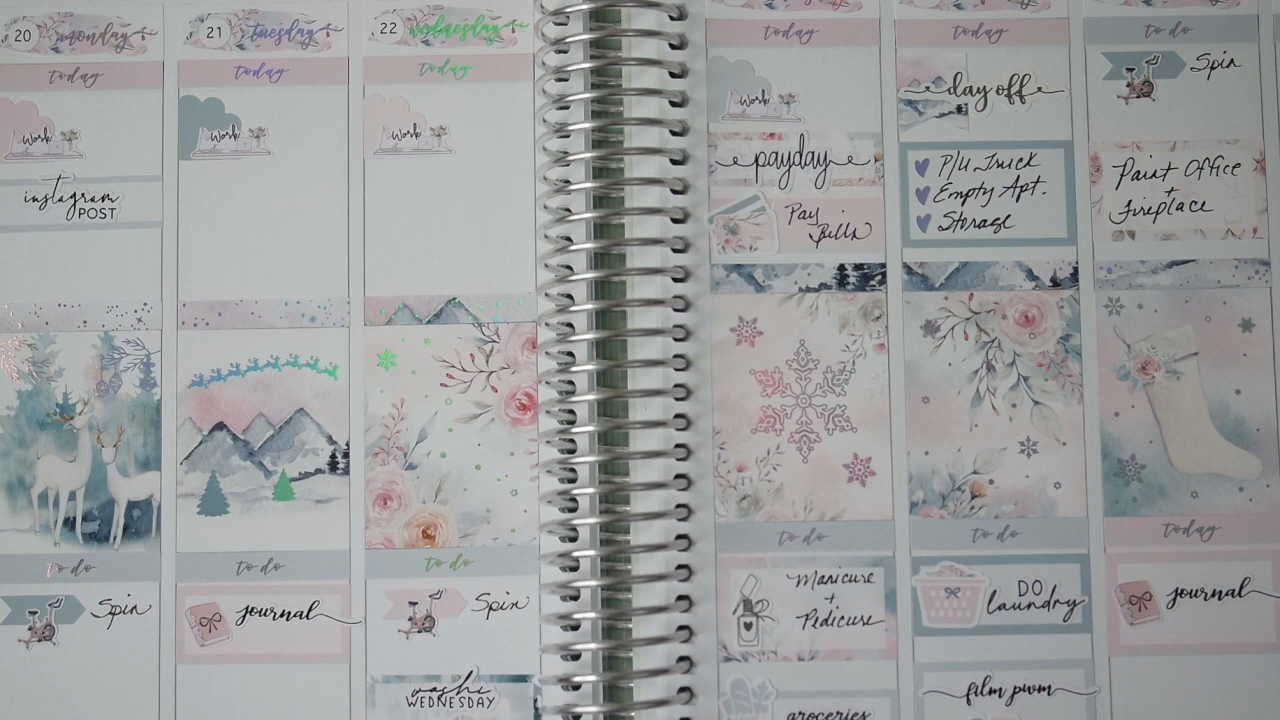 20 monday
today
Work
instagram
POST
to do
Spin
21 tuesday
today
Work
to do
journal
22 wednesday
today
Work
to do
Spin
washi
WEDNESDAY
today
Work
payday
Pay
Bills
to do
Manicure
+
Pedicure
groceries
today
day off
P/U Truck
Empty Apt.
Storage
to do
DO
laundry
film pwm
to do
Spin
Paint Office
+
Fireplace
today
journal